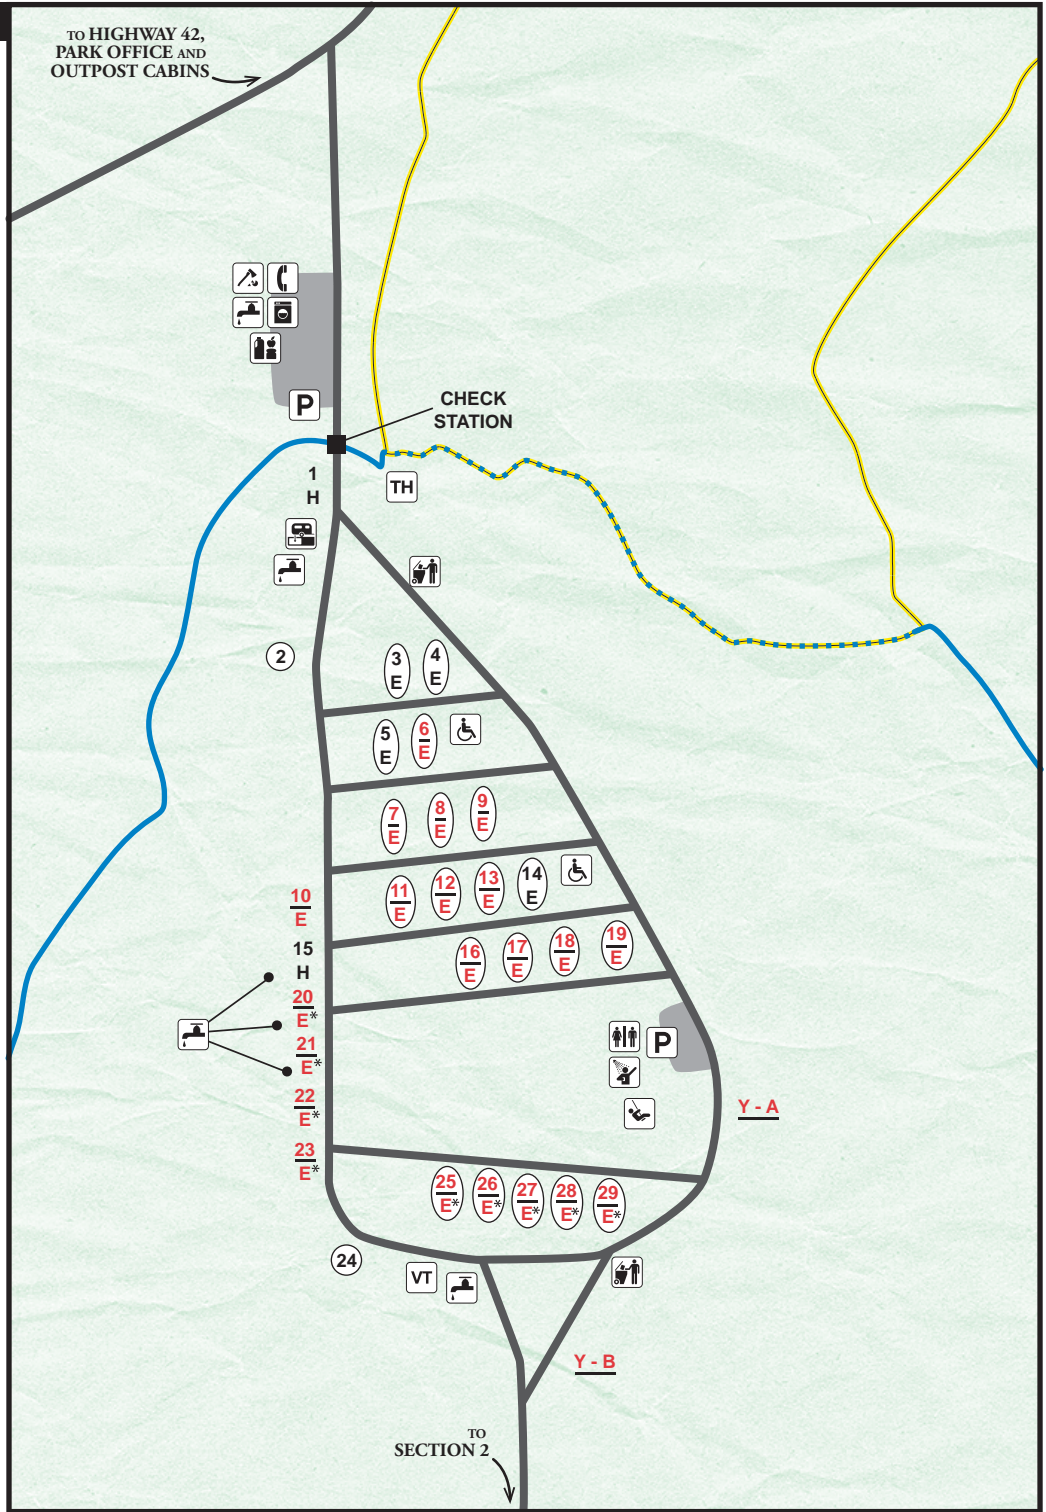 TO HIGHWAY 42,
PARK OFFICE AND
OUTPOST CABINS
P
CHECK
STATION
1
H
TH
2
3
E
4
E
5
E
6
E
7
E
8
E
9
E
10
E
11
E
12
E
13
E
14
E
15
H
16
E
17
E
18
E
19
E
20
E*
21
E*
22
E*
23
E*
P
Y - A
25
E*
26
E*
27
E*
28
E*
29
E*
24
VT
Y - B
TO
SECTION 2